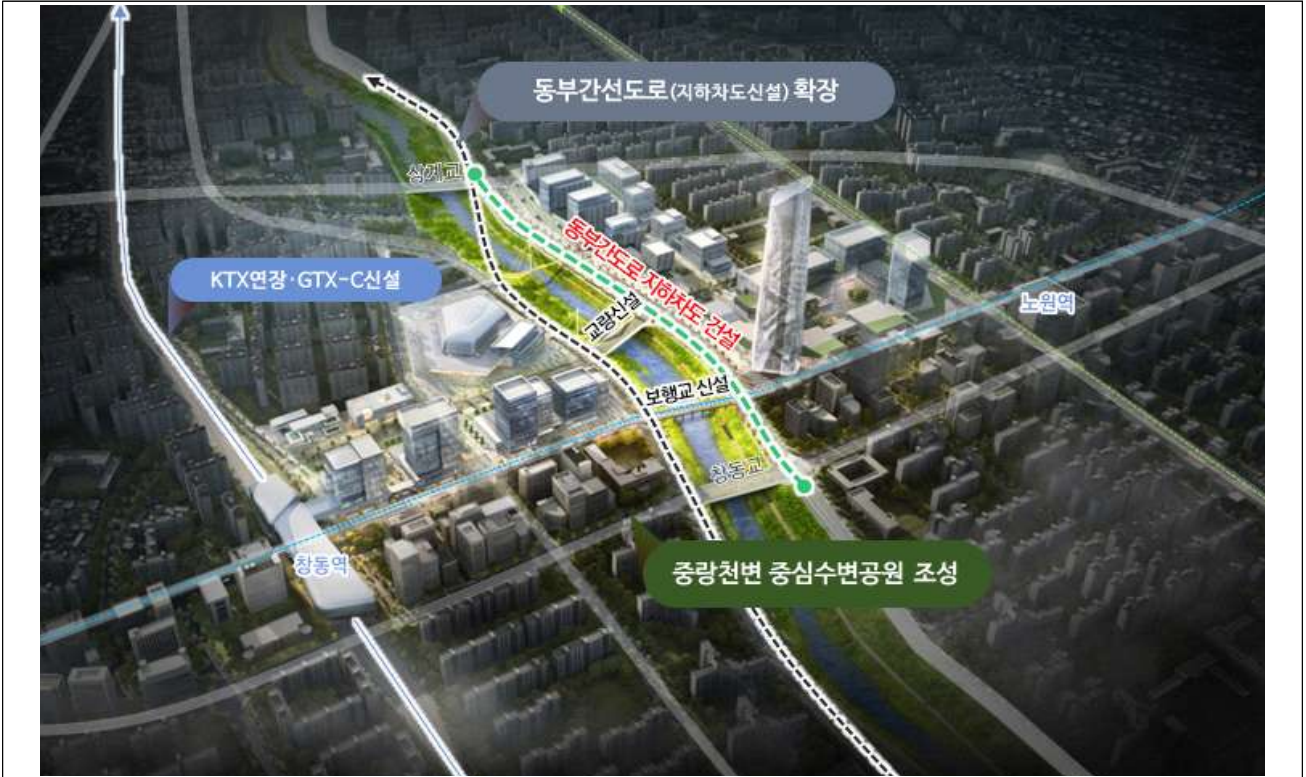 동부간선도로(지하차도신설) 확장
상계교
KTX연장·GTX-C신설
동부간도로 지하차도 건설
노원역
교량신설
보행교 신설
창동교
창동역
중랑천변 중심수변공원 조성